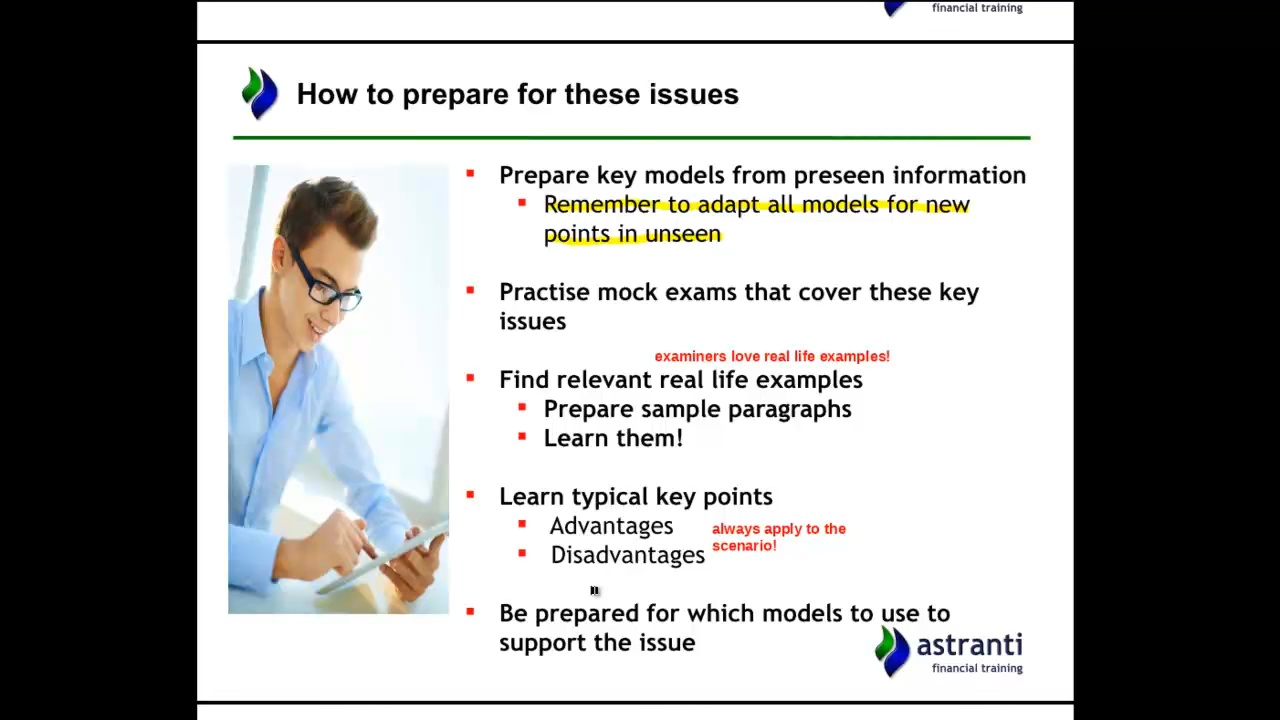 financial training
How to prepare for these issues
Prepare key models from preseen information
Remember to adapt all models for new
points in unseen
Practise mock exams that cover these key
issues
examiners love real life examples!
Find relevant real life examples
Prepare sample paragraphs
Learn them!
Learn typical key points
Advantages
always apply to the
scenario!
Disadvantages
Be prepared for which models to use to
support the issue
astranti
financial training